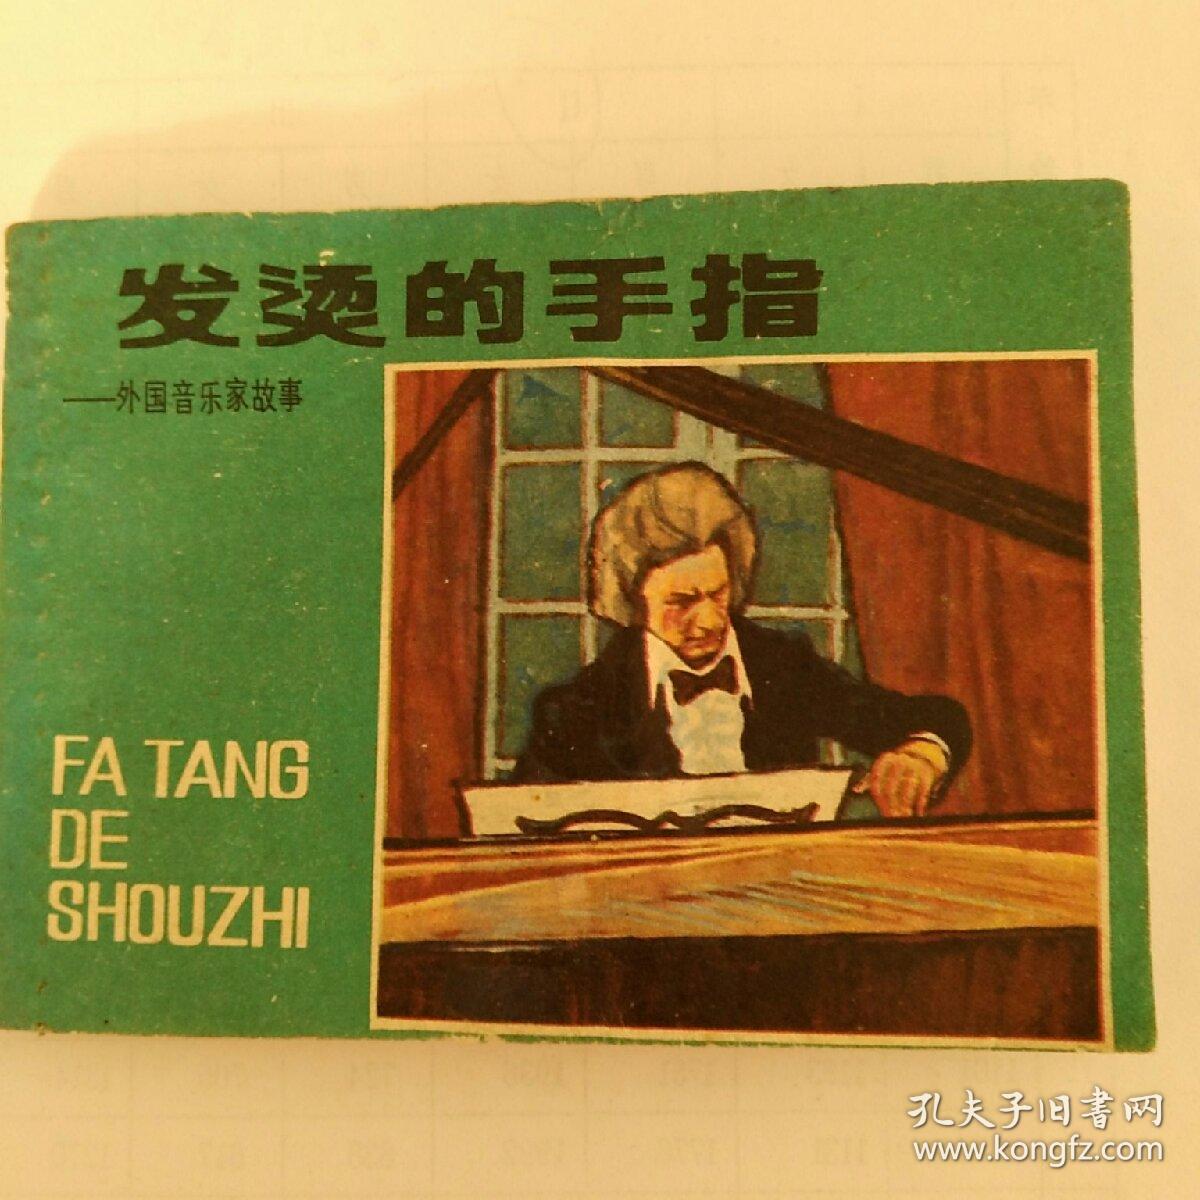 发烫的手指
——外国音乐家故事
FA TANG
DE
SHOUZHI
孔夫子旧书网
www.kongfz.com